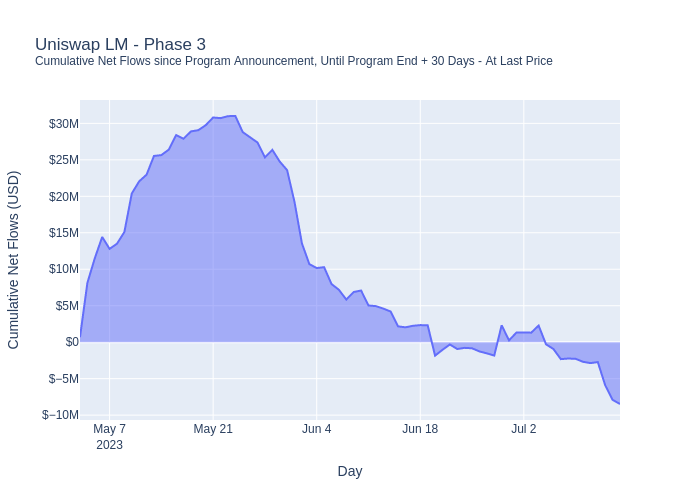 Uniswap LM - Phase 3
Cumulative Net Flows since Program Announcement, Until Program End + 30 Days - At Last Price
Cumulative Net Flows (USD)
$30M
$25M
$20M
$15M
$10M
$5M
$0
$−5M
$−10M
May 7
2023
May 21
Jun 4
Jun 18
Jul 2
Day